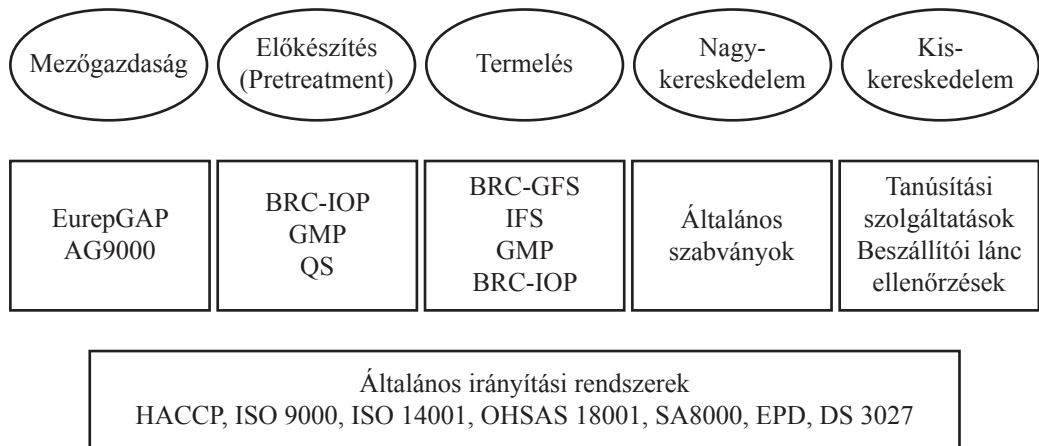 Mezőgazdaság
Előkészítés
(Pretreatment)
Termelés
Nagy-
kereskedelem
Kis-
kereskedelem
EurepGAP
AG9000
BRC-IOP
GMP
QS
BRC-GFS
IFS
GMP
BRC-IOP
Általános
szabványok
Tanúsítási
szolgáltatások
Beszállítói lánc
ellenőrzések
Általános irányítási rendszerek
HACCP, ISO 9000, ISO 14001, OHSAS 18001, SA8000, EPD, DS 3027